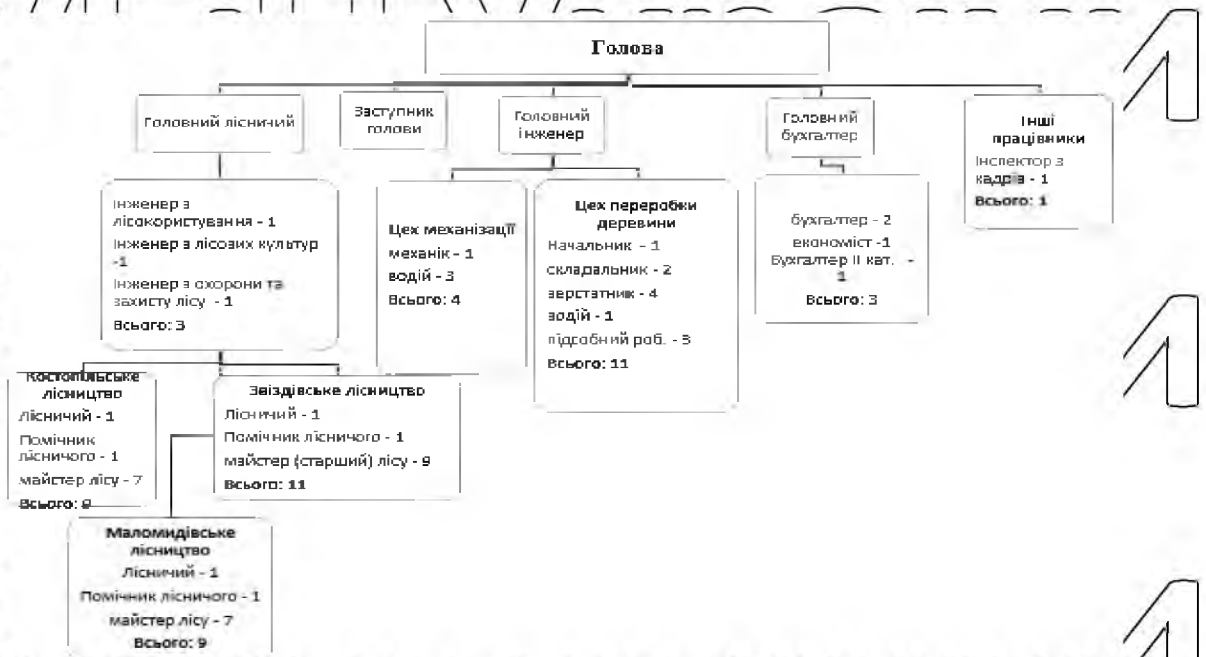 Голова
Головний лісничий
Заступник
голови
Головний
інженер
Головний
бухгалтер
Інші
працівники
Інспектор з
кадрів - 1
Всього: 1
Інженер з
лісокористування - 1
Інженер з лісових культур
-1
Інженер з охорони та
захисту лісу - 1
Всього: 3
Цех механізації
механік - 1
водій - 3
Всього: 4
Цех переробки
деревини
Начальник - 1
складальник - 2
верстатник - 4
водій - 1
підсобний роб. - 3
Всього: 11
бухгалтер - 2
економіст -1
Бухгалтер ІІ кат. -
1
Всього: 3
Костопільське
лісництво
Лісничий - 1
Помічник
лісничого - 1
майстер лісу - 7
Всього: 9
Звіздівське лісництво
Лісничий - 1
Помічник лісничого - 1
майстер (старший) лісу - 9
Всього: 11
Маломидівське
лісництво
Лісничий - 1
Помічник лісничого - 1
майстер лісу - 7
Всього: 9